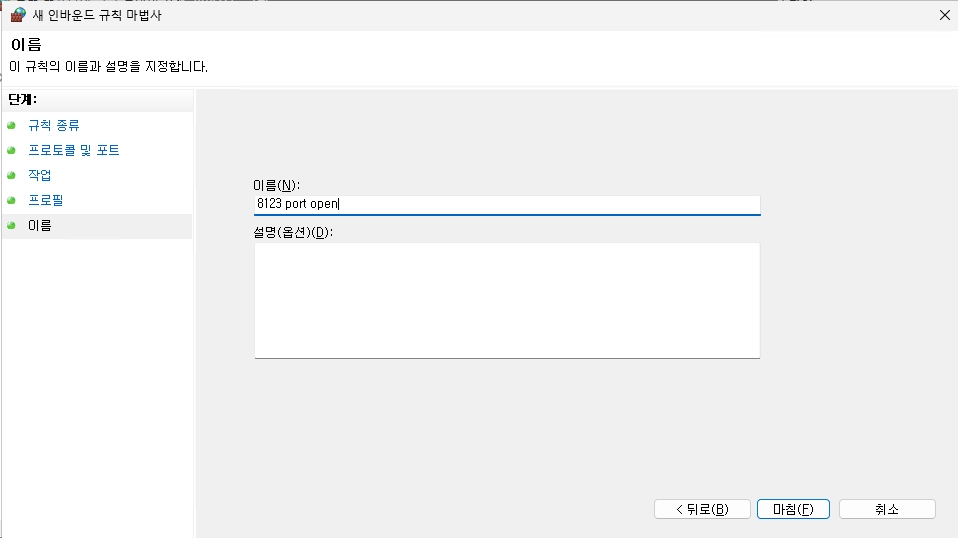 새 인바운드 규칙 마법사
이름
이 규칙의 이름과 설명을 지정합니다.
단계:
규칙 종류
프로토콜 및 포트
작업
프로필
이름
이름(N):
8123 port open
설명(옵션)(D):
< 뒤로(B)
마침(F)
취소